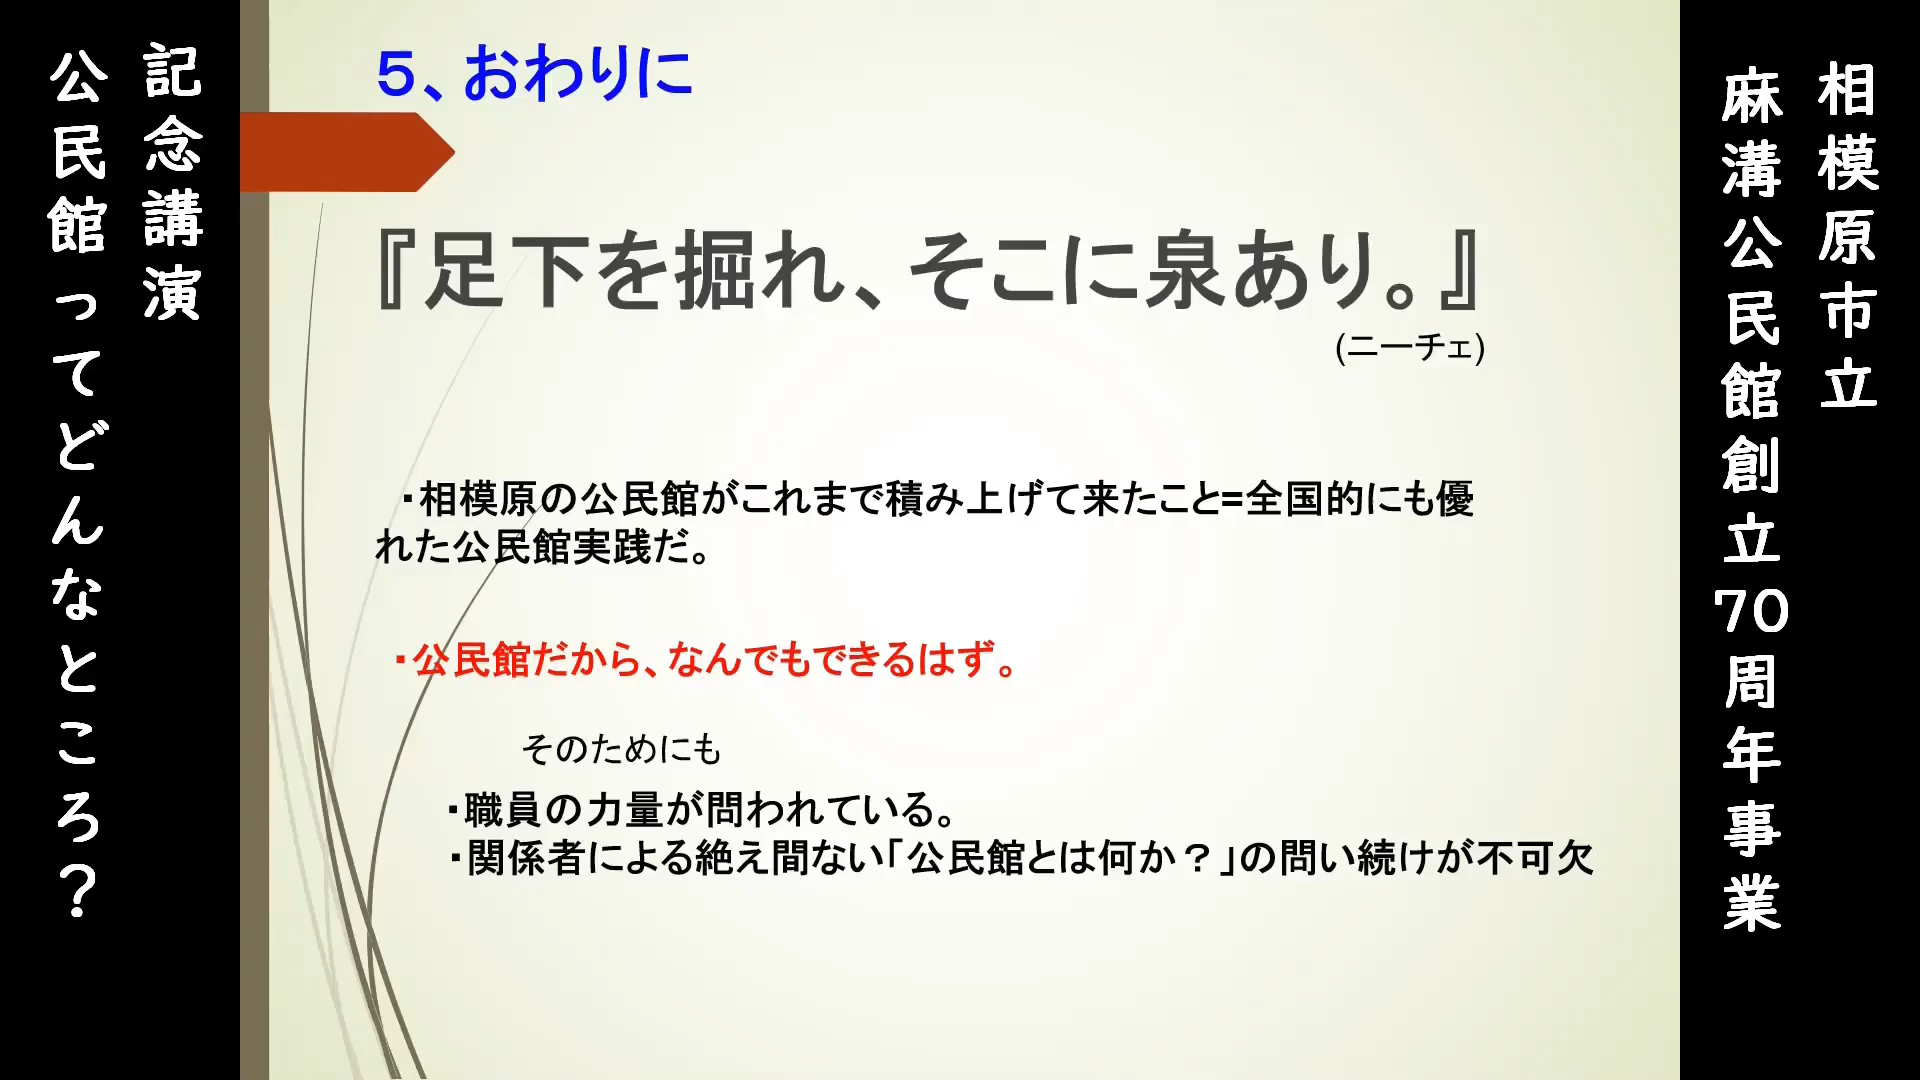 相模原市立
麻溝公民館創立70周年事業
記念講演
公民館ってどんなところ？
５、おわりに
『足下を掘れ、そこに泉あり。』
(ニーチェ)
・相模原の公民館がこれまで積み上げて来たこと=全国的にも優
れた公民館実践だ。
・公民館だから、なんでもできるはず。
そのためにも
・職員の力量が問われている。
・関係者による絶え間ない「公民館とは何か？」の問い続けが不可欠